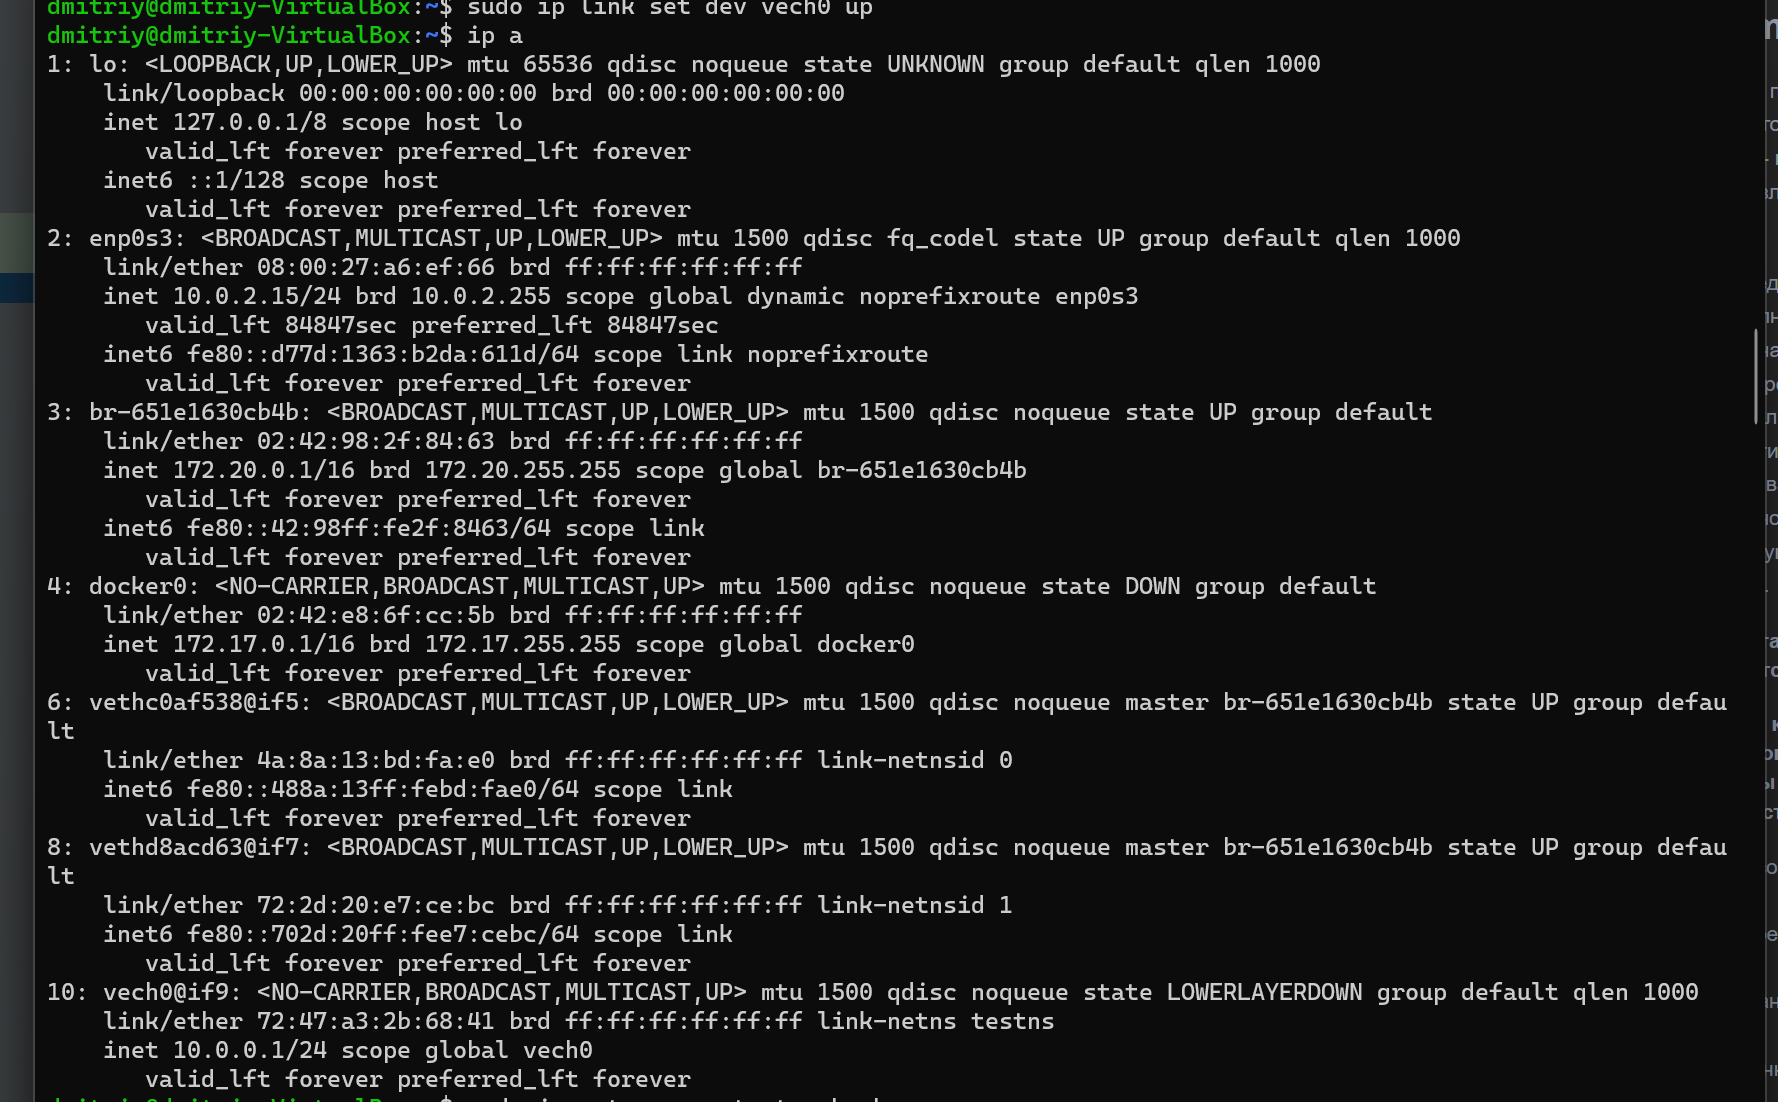 dmitriy@dmitriy-VirtualBox:~$ sudo ip link set dev vech0 up
dmitriy@dmitriy-VirtualBox:~$ ip a
1: lo: <LOOPBACK,UP,LOWER_UP> mtu 65536 qdisc noqueue state UNKNOWN group default qlen 1000
    link/loopback 00:00:00:00:00:00 brd 00:00:00:00:00:00
    inet 127.0.0.1/8 scope host lo
       valid_lft forever preferred_lft forever
    inet6 ::1/128 scope host
       valid_lft forever preferred_lft forever
2: enp0s3: <BROADCAST,MULTICAST,UP,LOWER_UP> mtu 1500 qdisc fq_codel state UP group default qlen 1000
    link/ether 08:00:27:a6:ef:66 brd ff:ff:ff:ff:ff:ff
    inet 10.0.2.15/24 brd 10.0.2.255 scope global dynamic noprefixroute enp0s3
       valid_lft 84847sec preferred_lft 84847sec
    inet6 fe80::d77d:1363:b2da:611d/64 scope link noprefixroute
       valid_lft forever preferred_lft forever
3: br-651e1630cb4b: <BROADCAST,MULTICAST,UP,LOWER_UP> mtu 1500 qdisc noqueue state UP group default
    link/ether 02:42:98:2f:84:63 brd ff:ff:ff:ff:ff:ff
    inet 172.20.0.1/16 brd 172.20.255.255 scope global br-651e1630cb4b
       valid_lft forever preferred_lft forever
    inet6 fe80::42:98ff:fe2f:8463/64 scope link
       valid_lft forever preferred_lft forever
4: docker0: <NO-CARRIER,BROADCAST,MULTICAST,UP> mtu 1500 qdisc noqueue state DOWN group default
    link/ether 02:42:e8:6f:cc:5b brd ff:ff:ff:ff:ff:ff
    inet 172.17.0.1/16 brd 172.17.255.255 scope global docker0
       valid_lft forever preferred_lft forever
6: vethc0af538@if5: <BROADCAST,MULTICAST,UP,LOWER_UP> mtu 1500 qdisc noqueue master br-651e1630cb4b state UP group defau
lt
    link/ether 4a:8a:13:bd:fa:e0 brd ff:ff:ff:ff:ff:ff link-netnsid 0
    inet6 fe80::488a:13ff:febd:fae0/64 scope link
       valid_lft forever preferred_lft forever
8: vethd8acd63@if7: <BROADCAST,MULTICAST,UP,LOWER_UP> mtu 1500 qdisc noqueue master br-651e1630cb4b state UP group defau
lt
    link/ether 72:2d:20:e7:ce:bc brd ff:ff:ff:ff:ff:ff link-netnsid 1
    inet6 fe80::702d:20ff:fee7:cebc/64 scope link
       valid_lft forever preferred_lft forever
10: vech0@if9: <NO-CARRIER,BROADCAST,MULTICAST,UP> mtu 1500 qdisc noqueue state LOWERLAYERDOWN group default qlen 1000
    link/ether 72:47:a3:2b:68:41 brd ff:ff:ff:ff:ff:ff link-netns testns
    inet 10.0.0.1/24 scope global vech0
       valid_lft forever preferred_lft forever